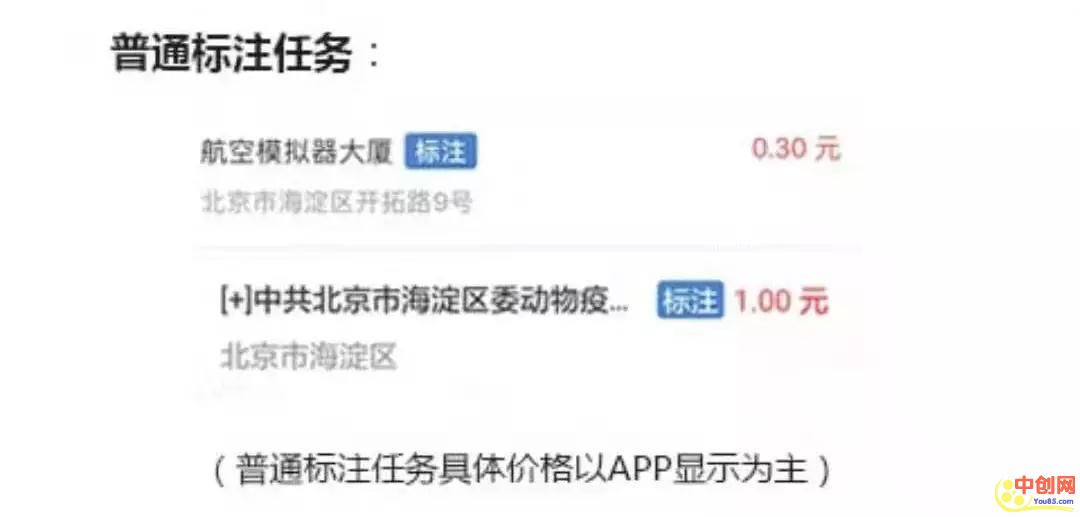 普通标注任务：
航空模拟器大厦 标注 0.30 元
北京市海淀区开拓路9号
[+]中共北京市海淀区委动物疫... 标注 1.00 元
北京市海淀区
（普通标注任务具体价格以APP显示为主）
中创网
You85.com